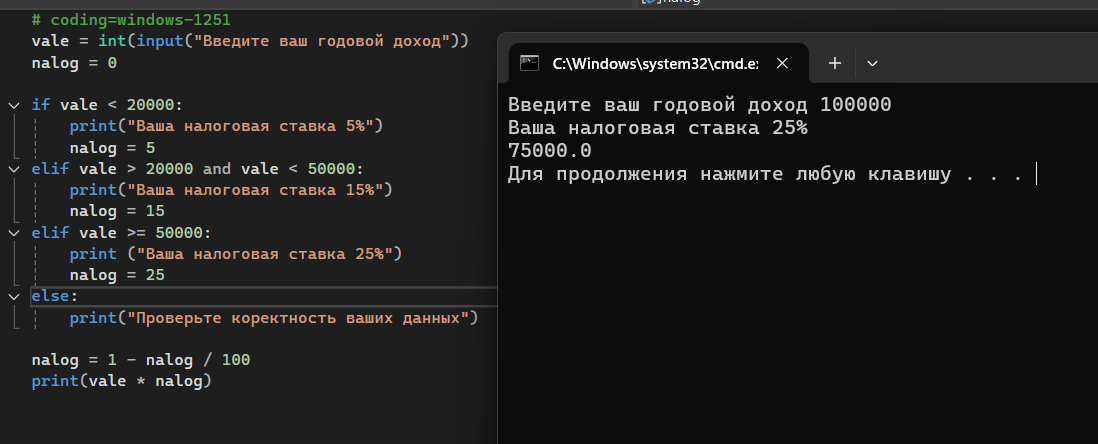 # coding=windows-1251
vale = int(input("Введите ваш годовой доход"))
nalog = 0
if vale < 20000:
    print("Ваша налоговая ставка 5%")
    nalog = 5
elif vale > 20000 and vale < 50000:
    print("Ваша налоговая ставка 15%")
    nalog = 15
elif vale >= 50000:
    print ("Ваша налоговая ставка 25%")
    nalog = 25
else:
    print("Проверьте коректность ваших данных")
nalog = 1 - nalog / 100
print(vale * nalog)
C:\Windows\system32\cmd.e
Введите ваш годовой доход 100000
Ваша налоговая ставка 25%
75000.0
Для продолжения нажмите любую клавишу . . .